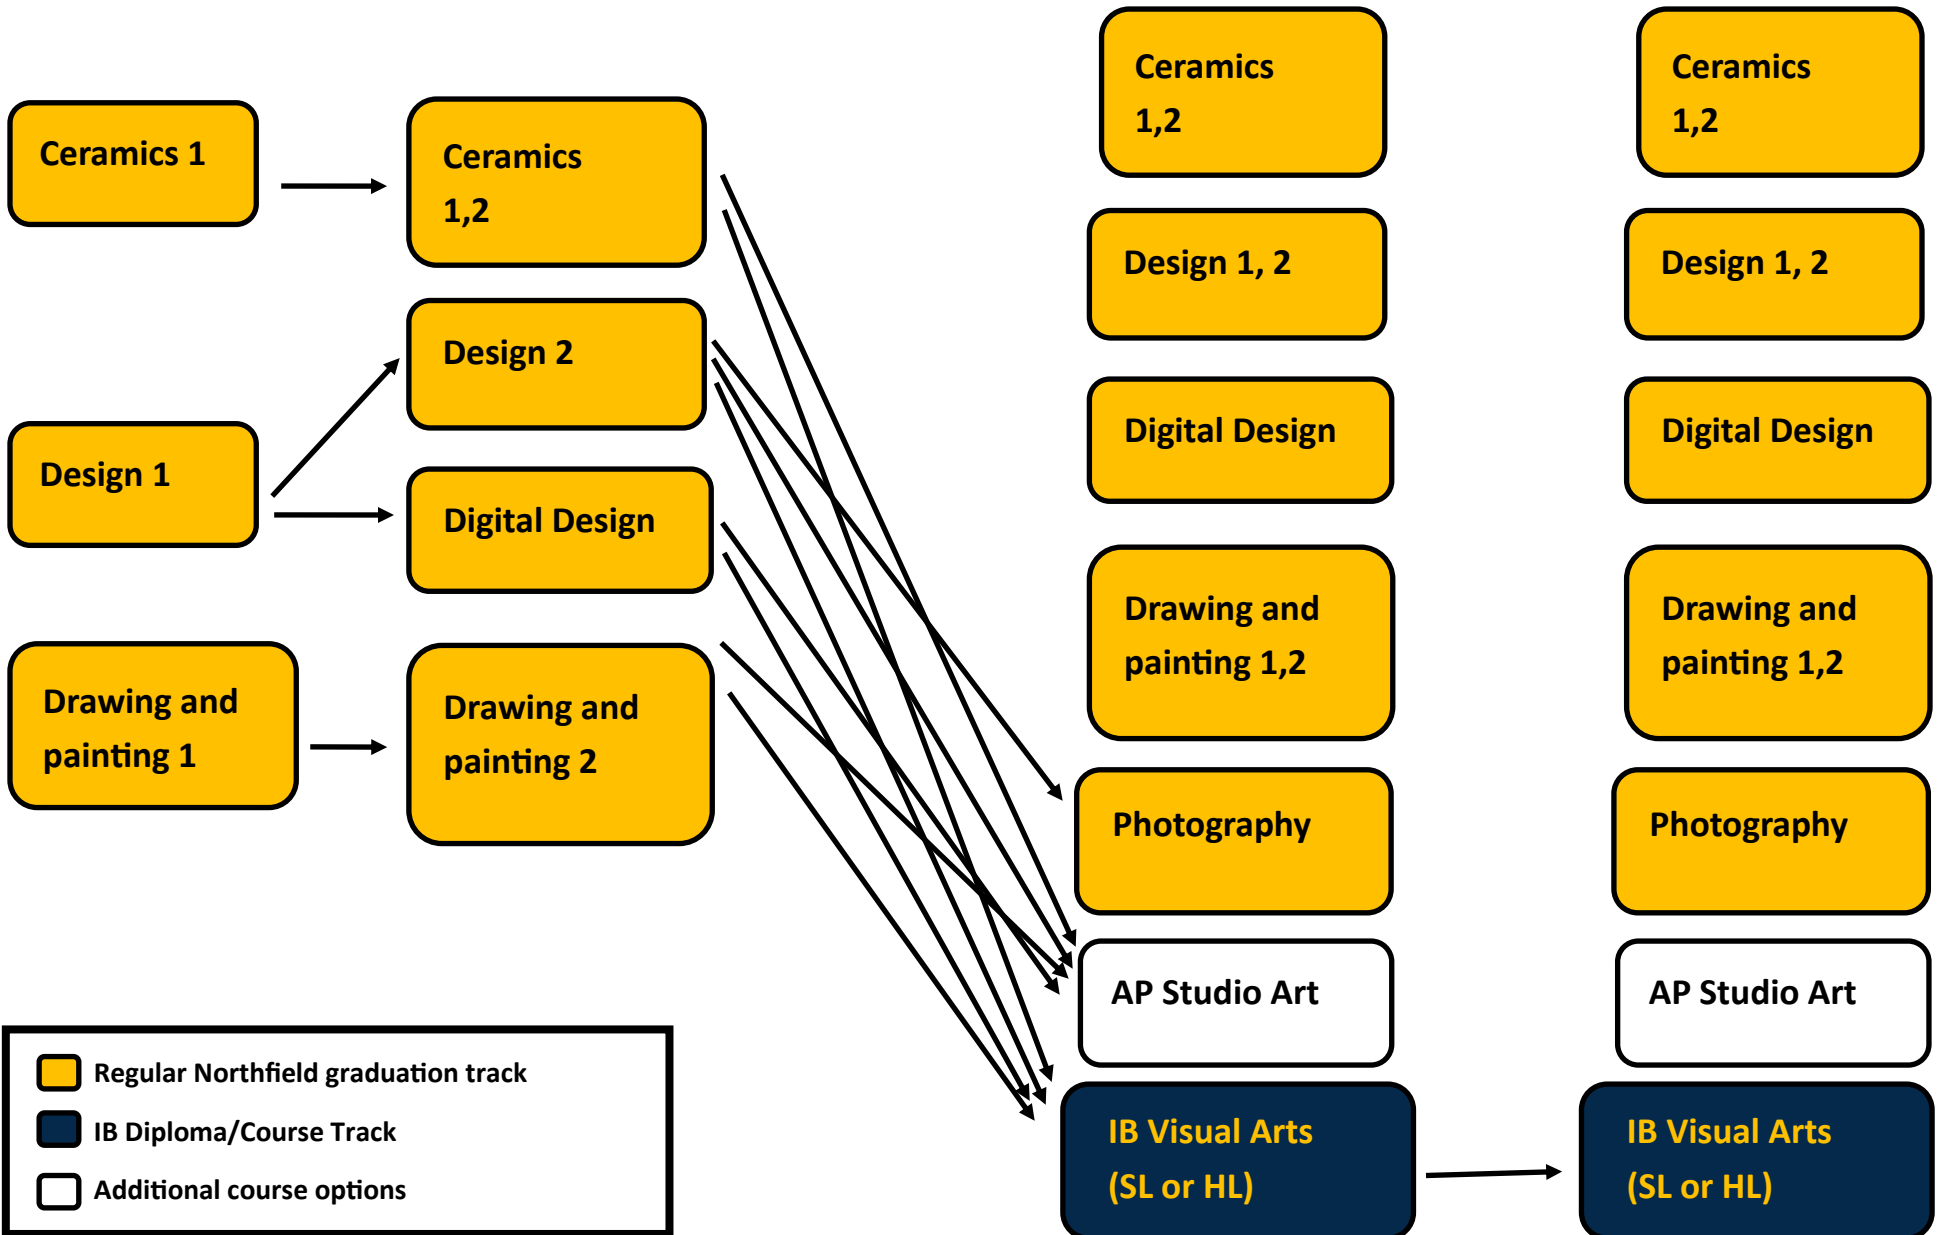 Ceramics 1
Design 1
Drawing and
painting 1
Ceramics
1,2
Design 2
Digital Design
Drawing and
painting 2
Ceramics
1,2
Design 1, 2
Digital Design
Drawing and
painting 1,2
Photography
AP Studio Art
IB Visual Arts
(SL or HL)
Ceramics
1,2
Design 1, 2
Digital Design
Drawing and
painting 1,2
Photography
AP Studio Art
IB Visual Arts
(SL or HL)
Regular Northfield graduation track
IB Diploma/Course Track
Additional course options